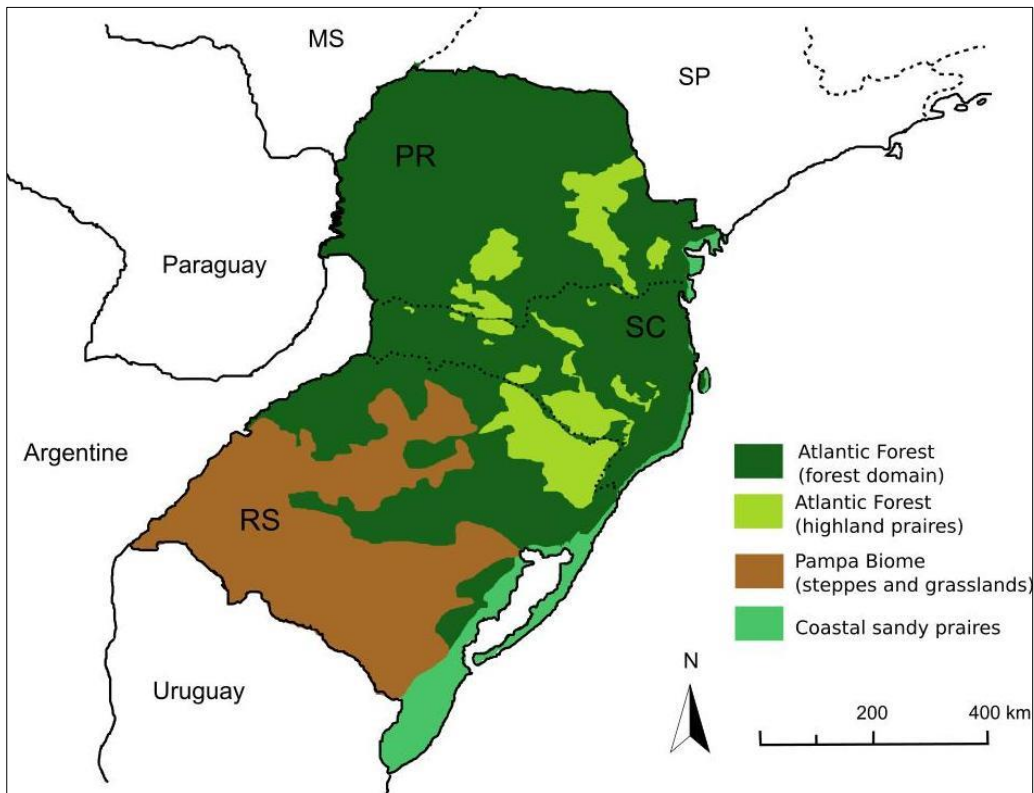 MS
SP
PR
Paraguay
SC
Argentine
Atlantic Forest
(forest domain)
Atlantic Forest
(highland praires)
RS
Pampa Biome
(steppes and grasslands)
Coastal sandy praires
Uruguay
N
200
400 km